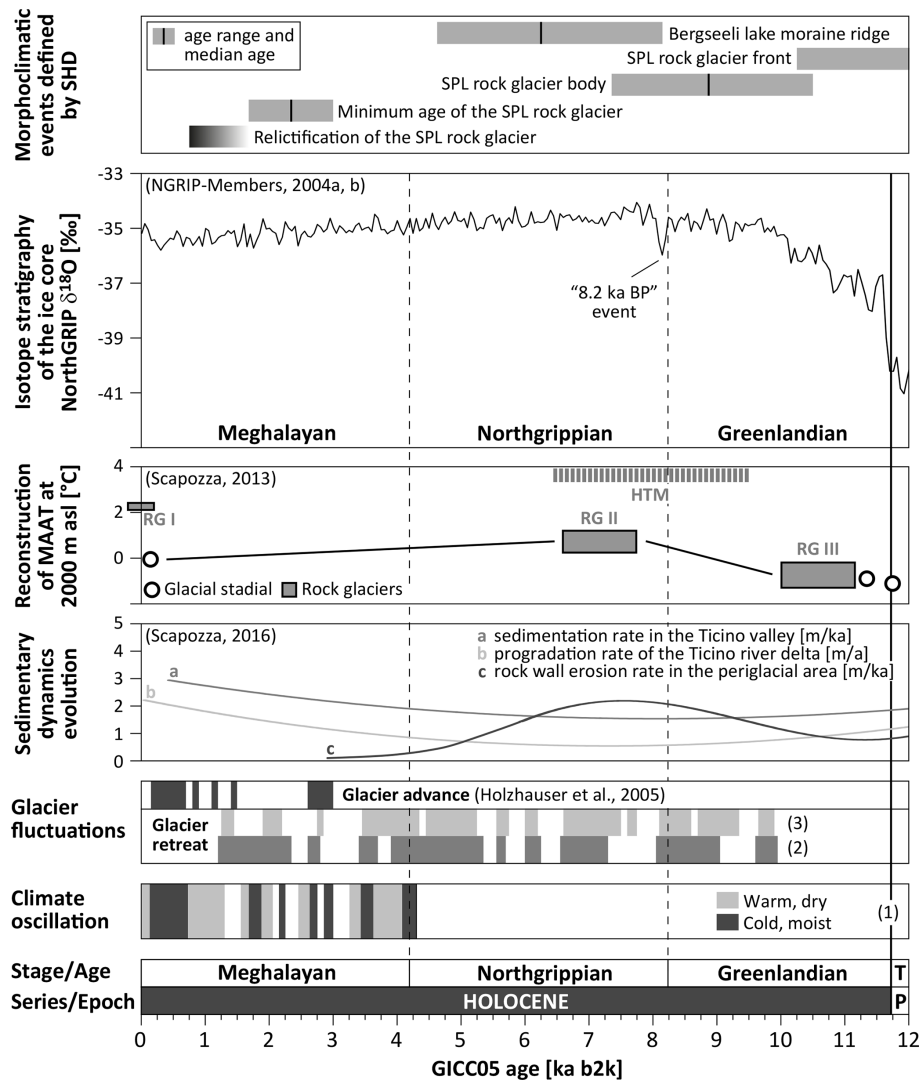 Morphoclimatic
events defined
by SHD
age range and
median age
Bergseeli lake moraine ridge
SPL rock glacier front
SPL rock glacier body
Minimum age of the SPL rock glacier
Relictification of the SPL rock glacier
Isotope stratigraphy
of the ice core
NorthGRIP δ18O [‰]
-33
-35
-37
-39
-41
(NGRIP-Members, 2004a, b)
“8.2 ka BP”
event
Meghalayan Northgrippian Greenlandian
Reconstruction
of MAAT at
2000 m asl [°C]
4
2
0
(Scapozza, 2013)
HTM
RG I
RG II
RG III
Glacial stadial Rock glaciers
Sedimentary
dynamics
evolution
5
4
3
2
1
0
(Scapozza, 2016)
a sedimentation rate in the Ticino valley [m/ka]
b progradation rate of the Ticino river delta [m/a]
c rock wall erosion rate in the periglacial area [m/ka]
a
b
c
Glacier
fluctuations
Glacier advance (Holzhauser et al., 2005)
Glacier
retreat
(3)
(2)
Climate
oscillation
Warm, dry
Cold, moist
(1)
Stage/Age Meghalayan Northgrippian Greenlandian T
Series/Epoch HOLOCENE P
0 1 2 3 4 5 6 7 8 9 10 11 12
GICC05 age [ka b2k]